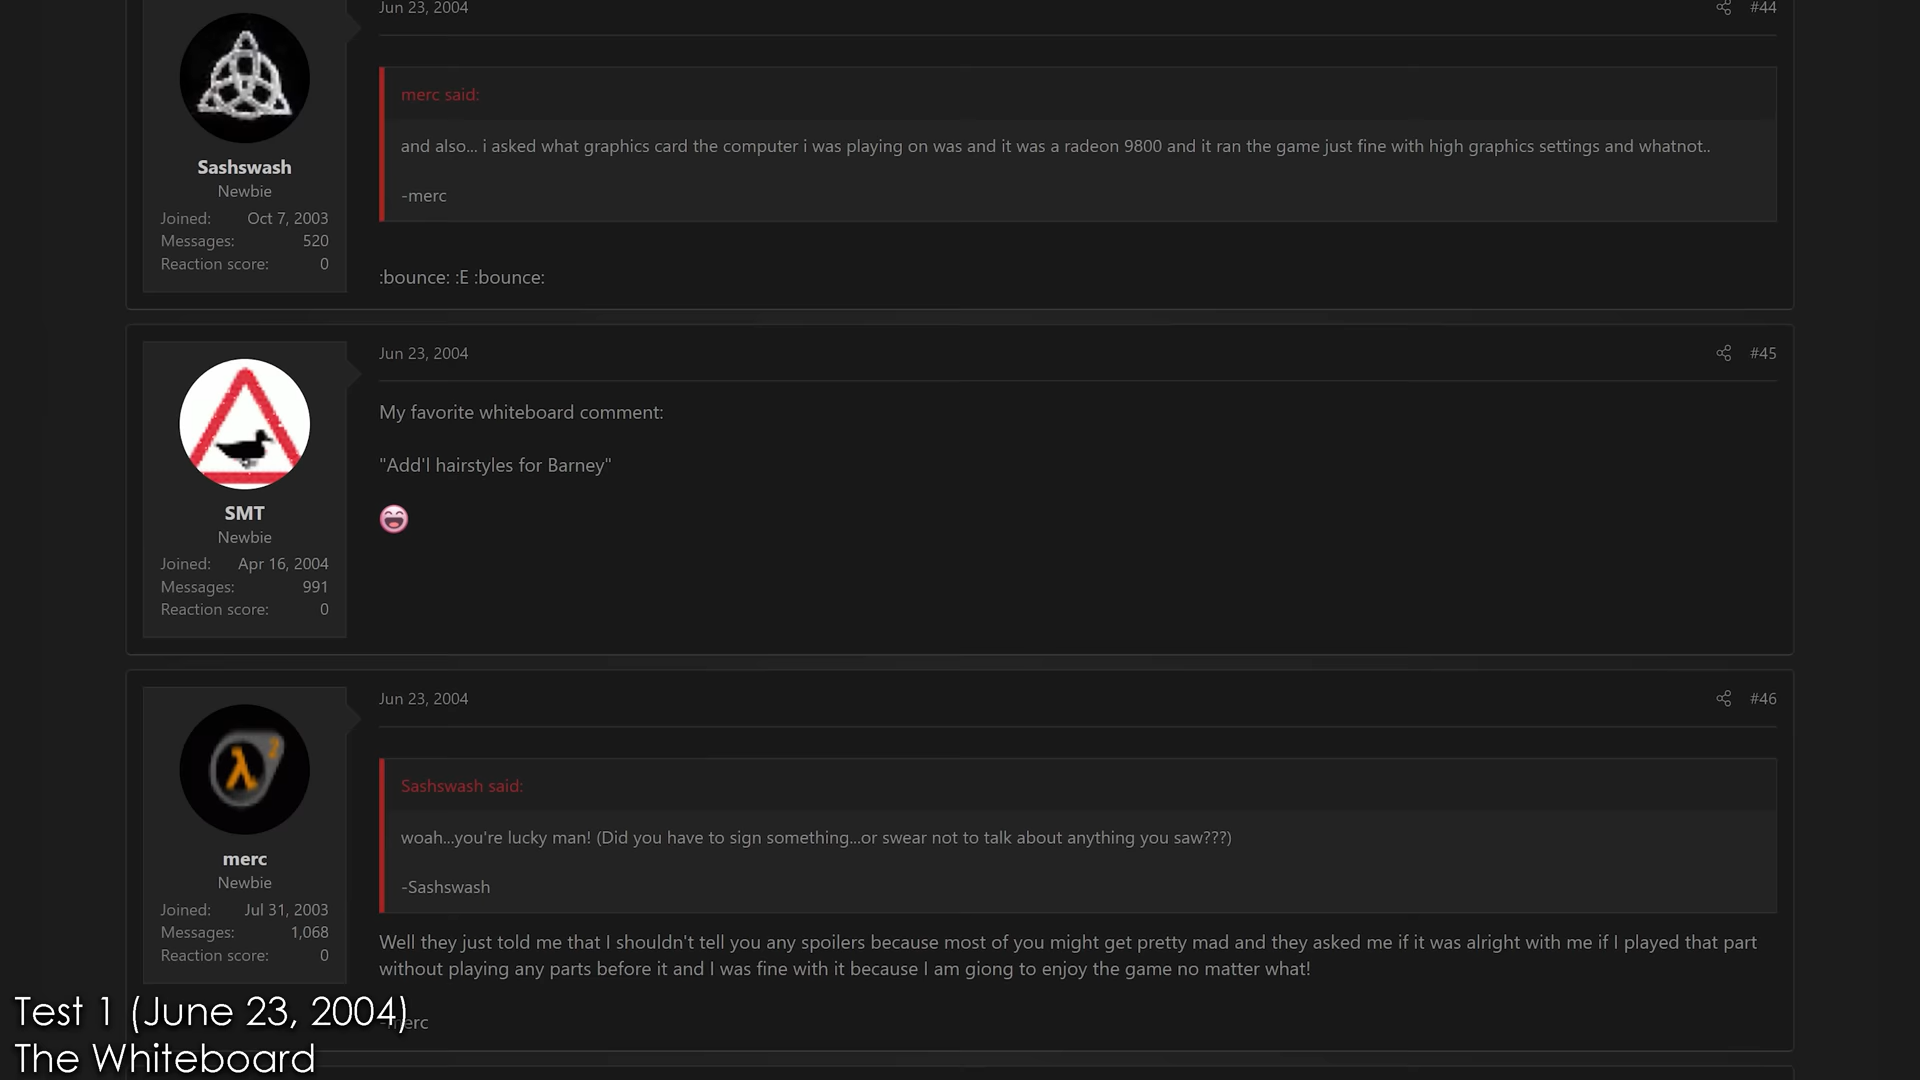 Jun 23, 2004
#44
Sashswash
Newbie
Joined: Oct 7, 2003
Messages: 520
Reaction score: 0
merc said:
and also... i asked what graphics card the computer i was playing on was and it was a radeon 9800 and it ran the game just fine with high graphics settings and whatnot..
-merc
:bounce: :E :bounce:
Jun 23, 2004
#45
SMT
Newbie
Joined: Apr 16, 2004
Messages: 991
Reaction score: 0
My favorite whiteboard comment:
"Add'l hairstyles for Barney"
Jun 23, 2004
#46
λ2
merc
Newbie
Joined: Jul 31, 2003
Messages: 1,068
Reaction score: 0
Sashswash said:
woah...you're lucky man! (Did you have to sign something...or swear not to talk about anything you saw???)
-Sashswash
Well they just told me that I shouldn't tell you any spoilers because most of you might get pretty mad and they asked me if it was alright with me if I played that part
without playing any parts before it and I was fine with it because I am giong to enjoy the game no matter what!
-merc
Test 1 (June 23, 2004)
The Whiteboard